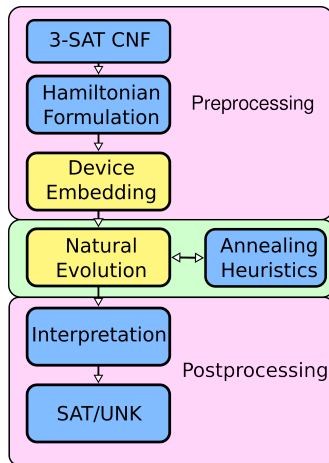 3-SAT CNF
Hamiltonian
Formulation
Preprocessing
Device
Embedding
Natural
Evolution
Annealing
Heuristics
Interpretation
Postprocessing
SAT/UNK